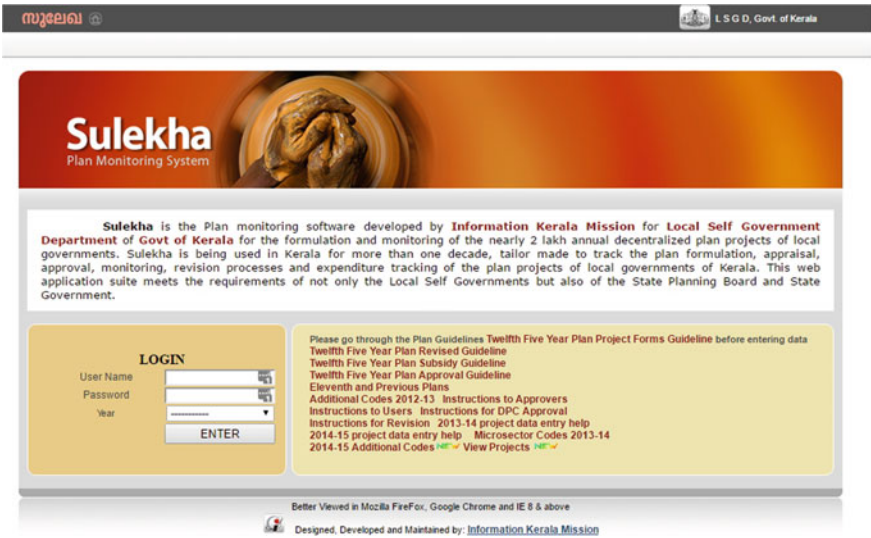 സുലേഖ
L S G D, Govt. of Kerala
Sulekha
Plan Monitoring System
Sulekha is the Plan monitoring software developed by Information Kerala Mission for Local Self Government
Department of Govt of Kerala for the formulation and monitoring of the nearly 2 lakh annual decentralized plan projects of local
governments. Sulekha is being used in Kerala for more than one decade, tailor made to track the plan formulation, appraisal,
approval, monitoring, revision processes and expenditure tracking of the plan projects of local governments of Kerala. This web
application suite meets the requirements of not only the Local Self Governments but also of the State Planning Board and State
Government.
LOGIN
User Name
Password
Year
-----------
ENTER
Please go through the Plan Guidelines Twelfth Five Year Plan Project Forms Guideline before entering data
Twelfth Five Year Plan Revised Guideline
Twelfth Five Year Plan Subsidy Guideline
Twelfth Five Year Plan Approval Guideline
Eleventh and Previous Plans
Additional Codes 2012-13 Instructions to Approvers
Instructions to Users Instructions for DPC Approval
Instructions for Revision 2013-14 project data entry help
2014-15 project data entry help Microsector Codes 2013-14
2014-15 Additional Codes NEW View Projects NEW
Better Viewed in Mozilla FireFox, Google Chrome and IE 8 & above
Designed, Developed and Maintained by: Information Kerala Mission